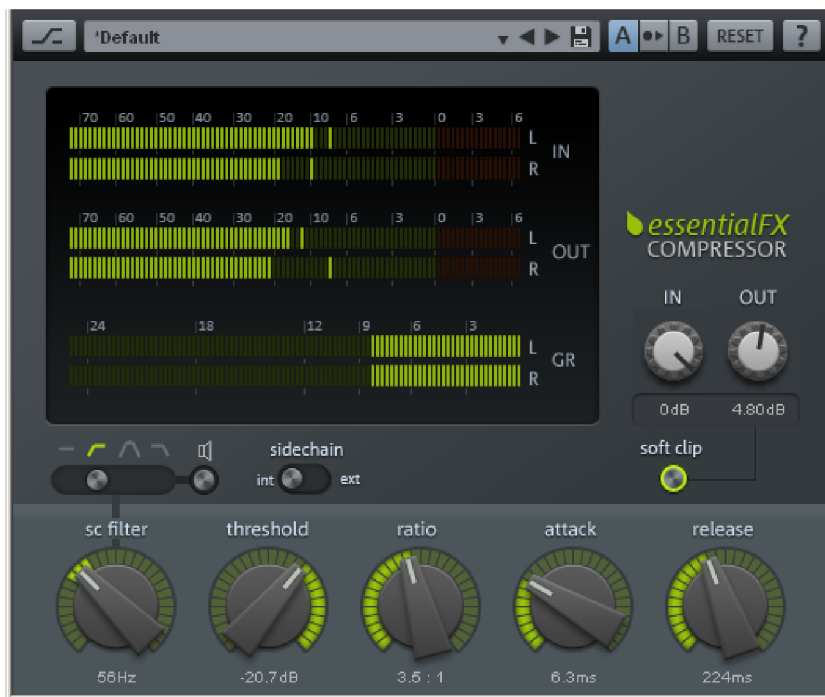 *Default A B RESET ?
70 60 50 40 30 20 10 6 3 0 3 6
L
IN
R
70 60 50 40 30 20 10 6 3 0 3 6
L
OUT
R
24 18 12 9 6 3
L
GR
R
essentialFX
COMPRESSOR
IN OUT
0dB 4.80dB
soft clip
sidechain
int ext
sc filter threshold ratio attack release
56Hz -20.7dB 3.5 : 1 6.3ms 224ms